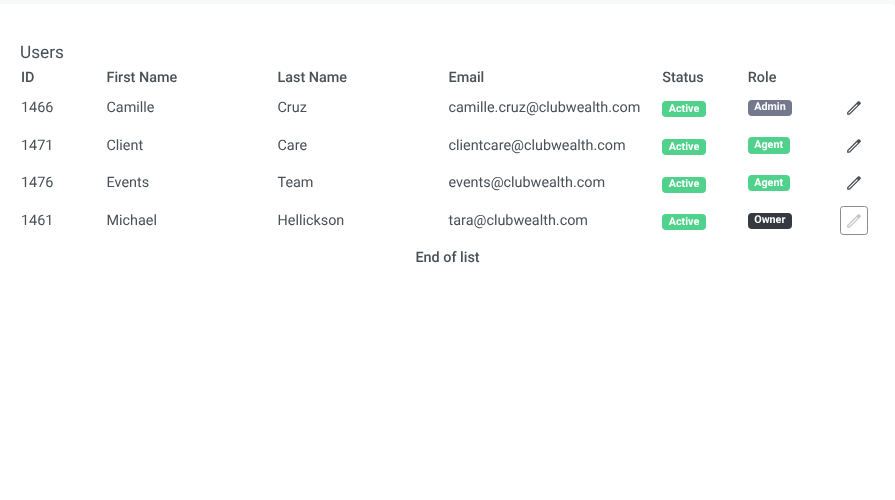 Users
ID First Name Last Name Email Status Role
1466 Camille Cruz camille.cruz@clubwealth.com Active Admin
1471 Client Care clientcare@clubwealth.com Active Agent
1476 Events Team events@clubwealth.com Active Agent
1461 Michael Hellickson tara@clubwealth.com Active Owner
End of list